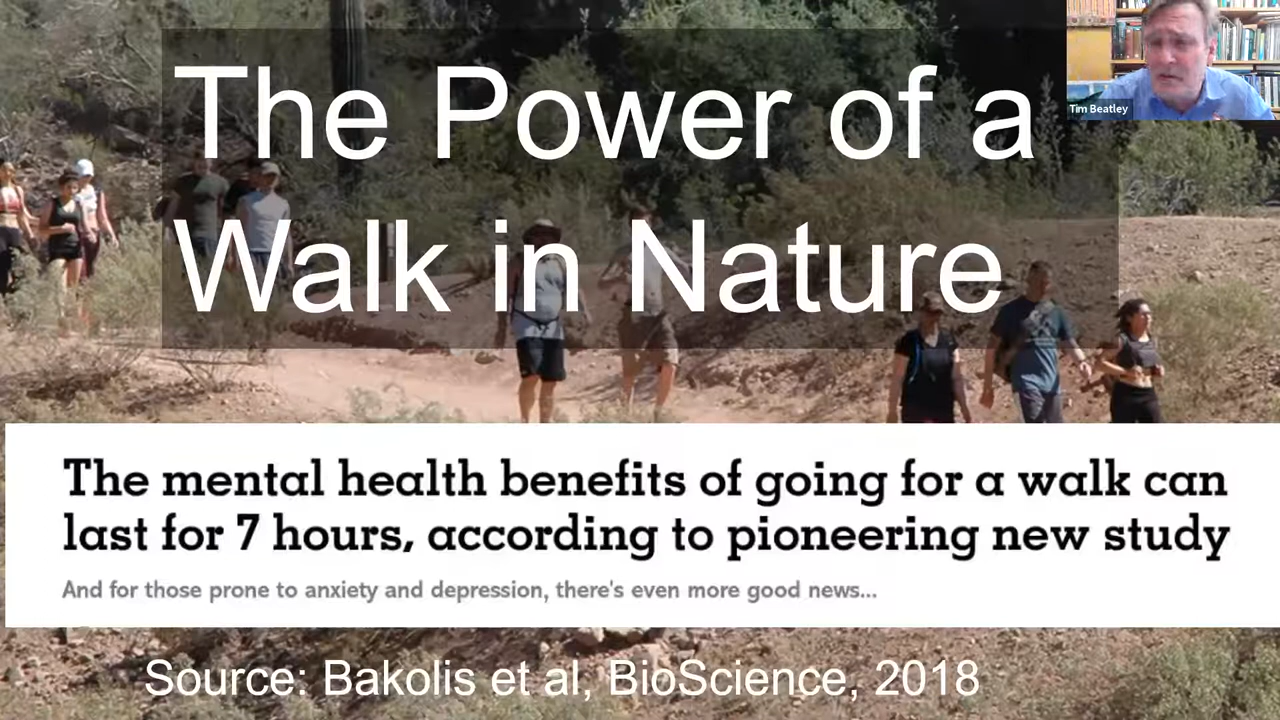 The Power of a
Walk in Nature
Tim Beatley
The mental health benefits of going for a walk can
last for 7 hours, according to pioneering new study
And for those prone to anxiety and depression, there's even more good news...
Source: Bakolis et al, BioScience, 2018